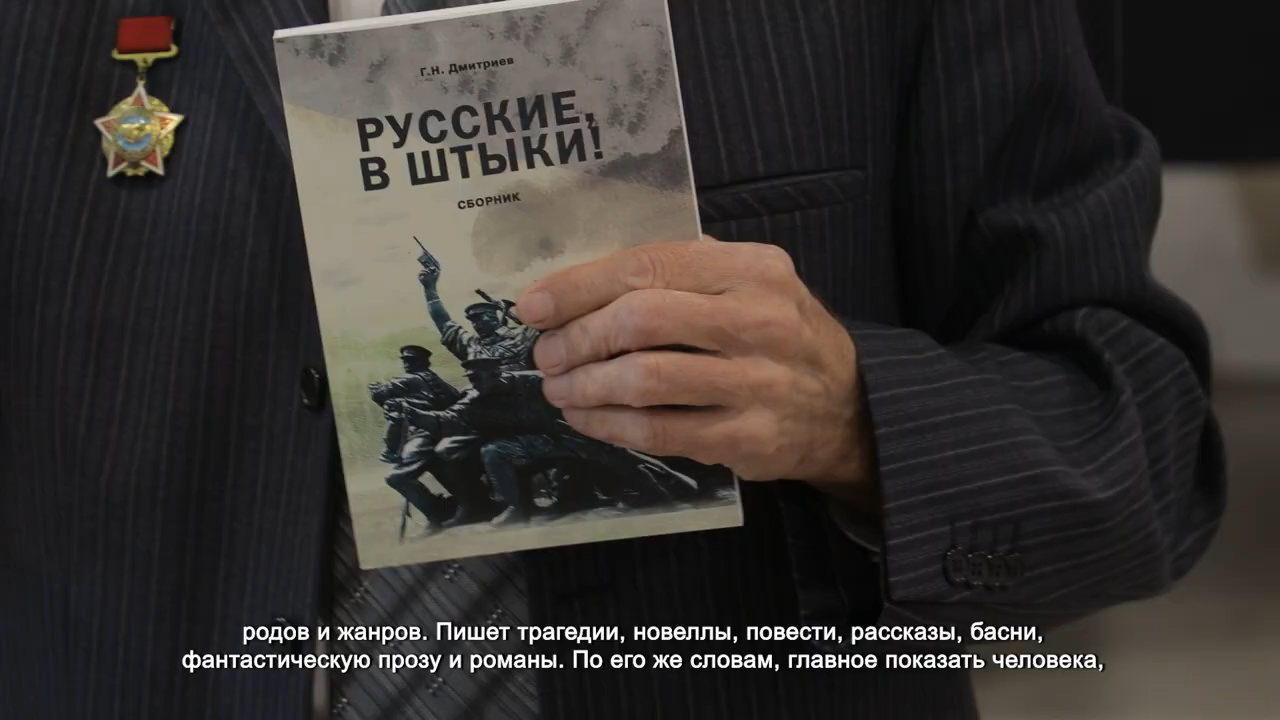 Г.Н. Дмитриев
РУССКИЕ,
В ШТЫКИ!
СБОРНИК
родов и жанров. Пишет трагедии, новеллы, повести, рассказы, басни,
фантастическую прозу и романы. По его же словам, главное показать человека,